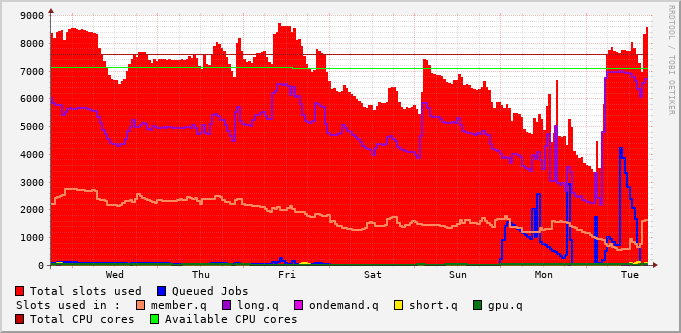 9000
8000
7000
6000
5000
4000
3000
2000
1000
0
Wed Thu Fri Sat Sun Mon Tue
RRDTOOL / TOBI OETIKER
Total slots used Queued Jobs
Slots used in : member.q long.q ondemand.q short.q gpu.q
Total CPU cores Available CPU cores